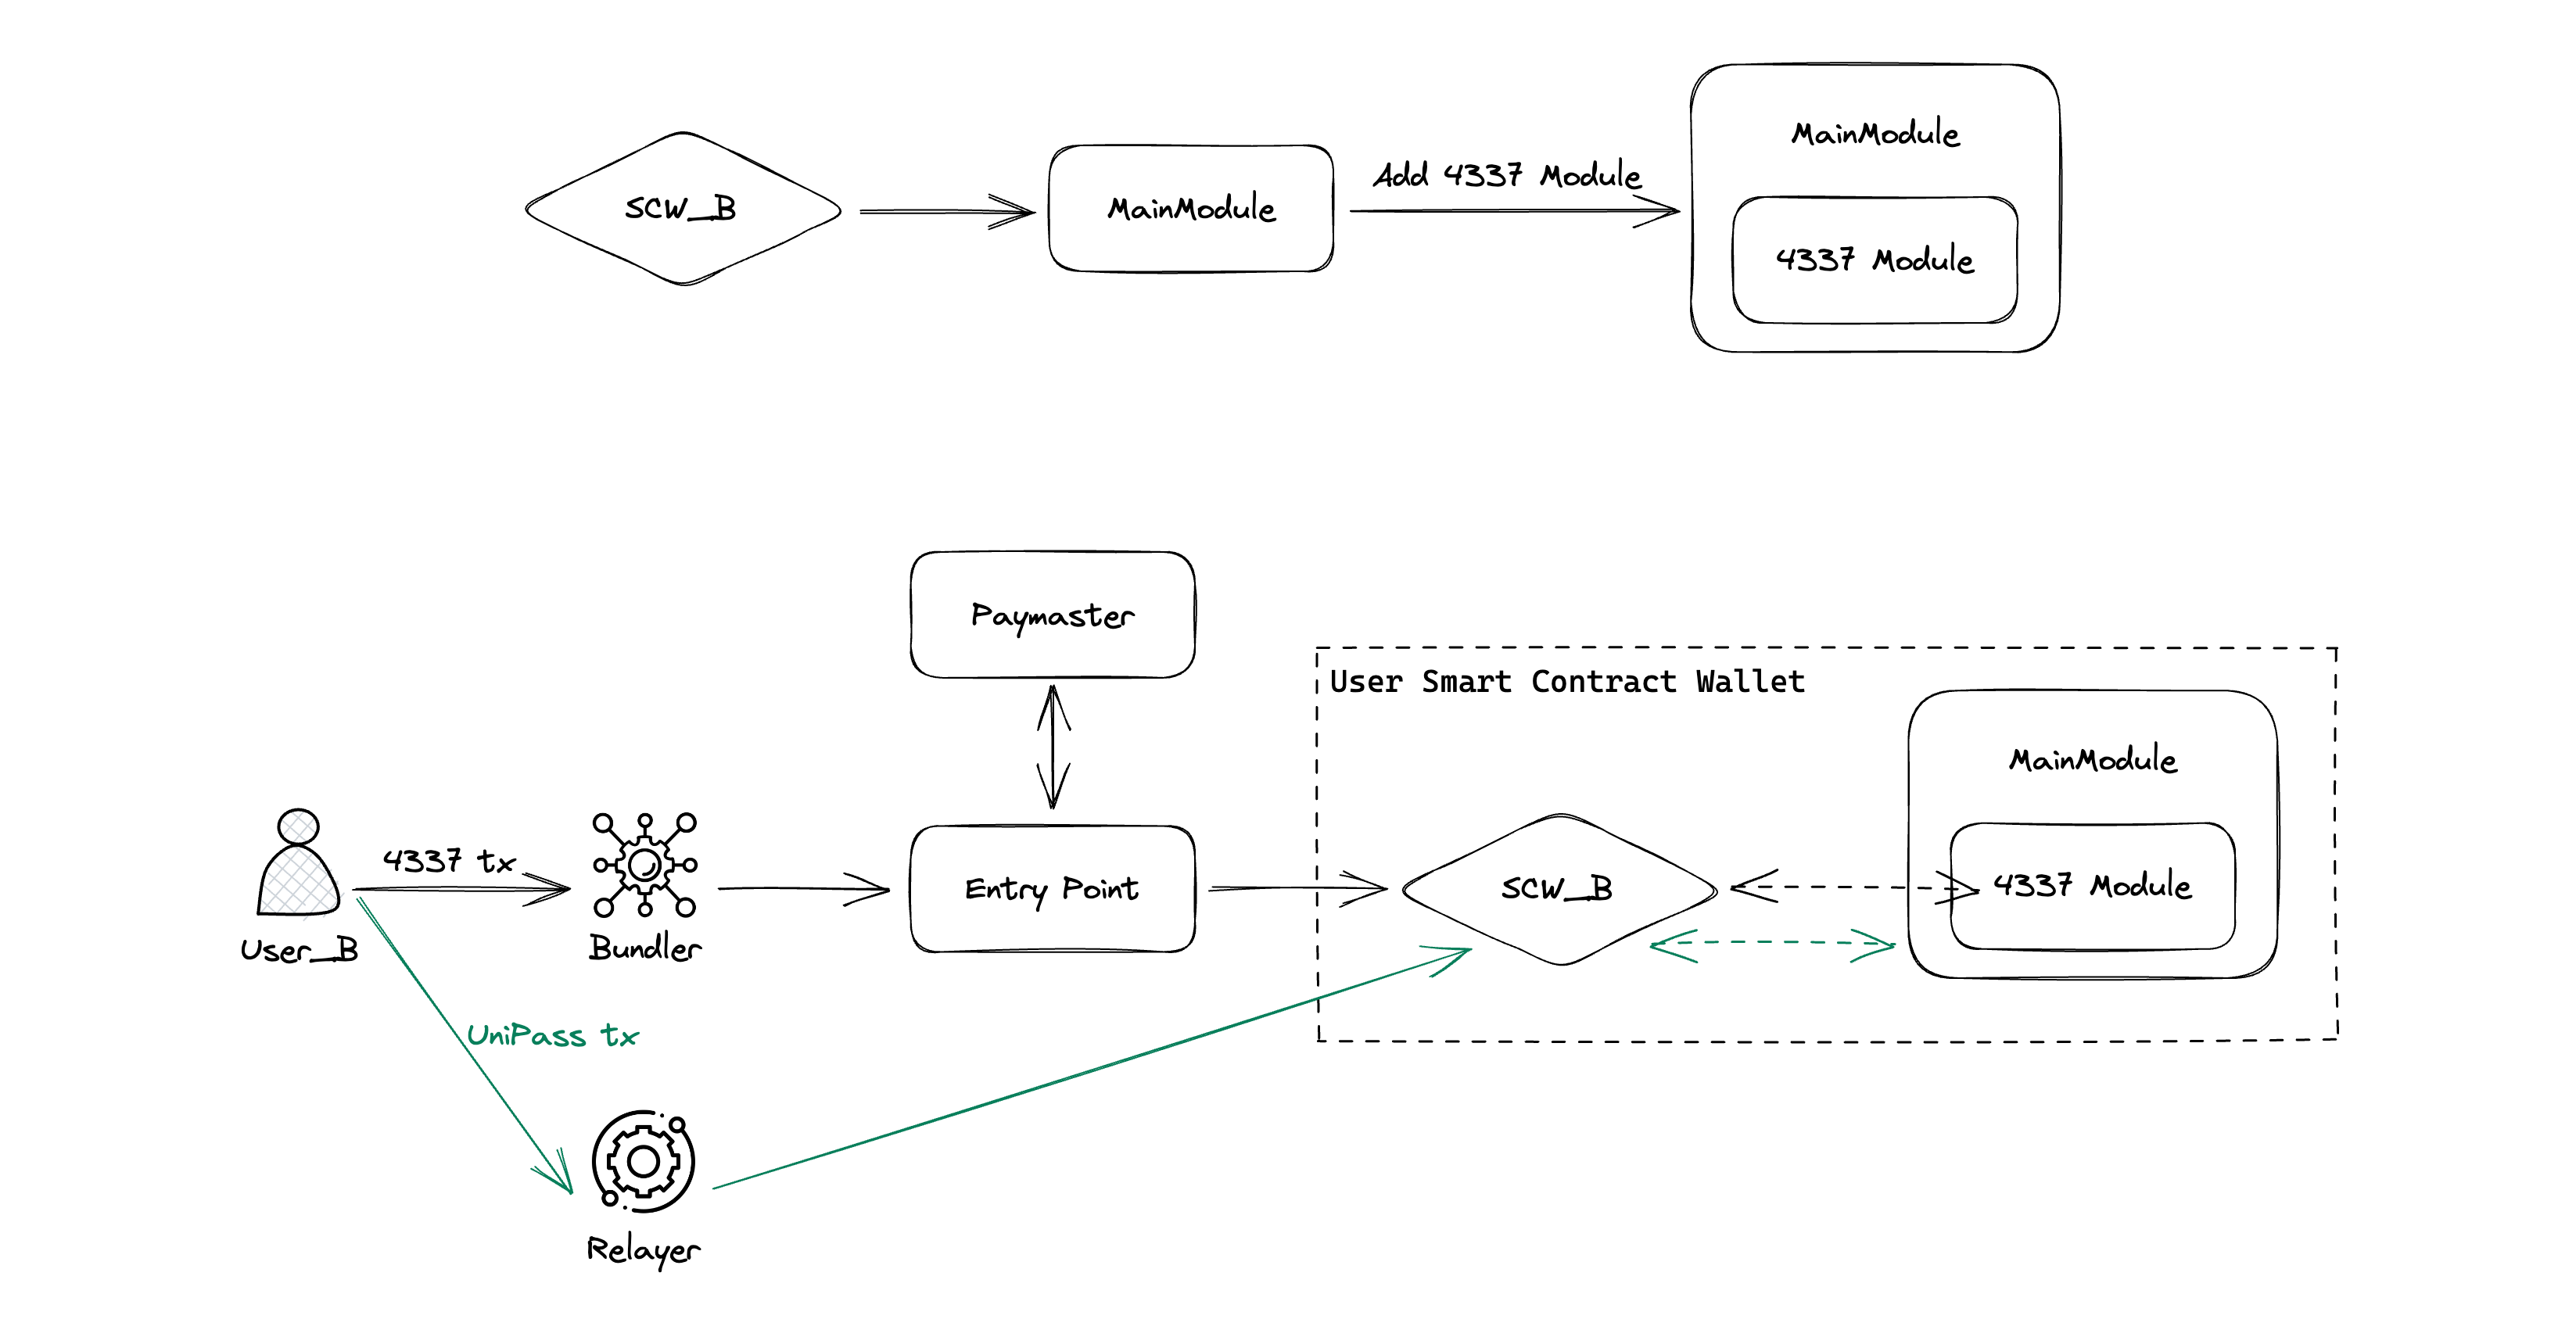 SCW_B
MainModule
Add 4337 Module
MainModule
4337 Module
Paymaster
User Smart Contract Wallet
MainModule
4337 tx
Entry Point
SCW_B
4337 Module
User_B
Bundler
UniPass tx
Relayer